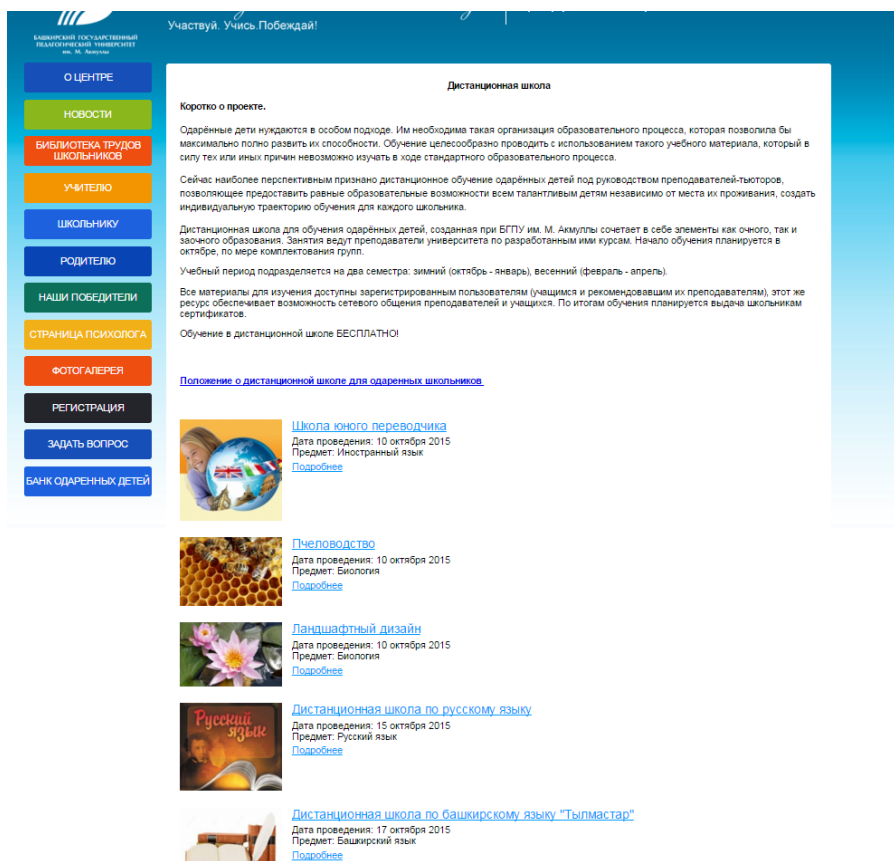 Участвуй. Учись.Побеждай!
БАШКИРСКИЙ ГОСУДАРСТВЕННЫЙ
ПЕДАГОГИЧЕСКИЙ УНИВЕРСИТЕТ
им. М. Акмуллы
О ЦЕНТРЕ
НОВОСТИ
БИБЛИОТЕКА ТРУДОВ
ШКОЛЬНИКОВ
УЧИТЕЛЮ
ШКОЛЬНИКУ
РОДИТЕЛЮ
НАШИ ПОБЕДИТЕЛИ
СТРАНИЦА ПСИХОЛОГА
ФОТОГАЛЕРЕЯ
РЕГИСТРАЦИЯ
ЗАДАТЬ ВОПРОС
БАНК ОДАРЕННЫХ ДЕТЕЙ
Дистанционная школа
Коротко о проекте.
Одарённые дети нуждаются в особом подходе. Им необходима такая организация образовательного процесса, которая позволила бы
максимально полно развить их способности. Обучение целесообразно проводить с использованием такого учебного материала, который в
силу тех или иных причин невозможно изучать в ходе стандартного образовательного процесса.
Сейчас наиболее перспективным признано дистанционное обучение одарённых детей под руководством преподавателей-тьюторов,
позволяющее предоставить равные образовательные возможности всем талантливым детям независимо от места их проживания, создать
индивидуальную траекторию обучения для каждого школьника.
Дистанционная школа для обучения одарённых детей, созданная при БГПУ им. М. Акмуллы сочетает в себе элементы как очного, так и
заочного образования. Занятия ведут преподаватели университета по разработанным ими курсам. Начало обучения планируется в
октябре, по мере комплектования групп.
Учебный период подразделяется на два семестра: зимний (октябрь - январь), весенний (февраль - апрель).
Все материалы для изучения доступны зарегистрированным пользователям (учащимся и рекомендовавшим их преподавателям), этот же
ресурс обеспечивает возможность сетевого общения преподавателей и учащихся. По итогам обучения планируется выдача школьникам
сертификатов.
Обучение в дистанционной школе БЕСПЛАТНО!
Положение о дистанционной школе для одаренных школьников
Школа юного переводчика
Дата проведения: 10 октября 2015
Предмет: Иностранный язык
Подробнее
Пчеловодство
Дата проведения: 10 октября 2015
Предмет: Биология
Подробнее
Ландшафтный дизайн
Дата проведения: 10 октября 2015
Предмет: Биология
Подробнее
Русский
язык
Дистанционная школа по русскому языку
Дата проведения: 15 октября 2015
Предмет: Русский язык
Подробнее
Дистанционная школа по башкирскому языку "Тылмастар"
Дата проведения: 17 октября 2015
Предмет: Башкирский язык
Подробнее